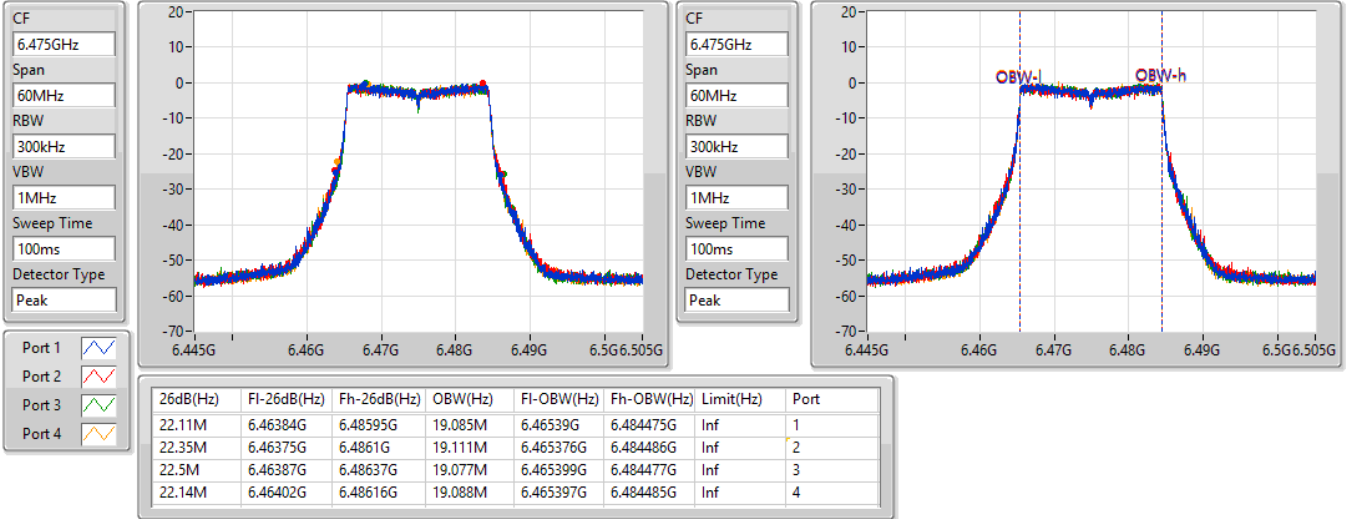 CF
6.475GHz
Span
60MHz
RBW
300kHz
VBW
1MHz
Sweep Time
100ms
Detector Type
Peak
20
10
0
-10
-20
-30
-40
-50
-60
-70
6.445G 6.46G 6.47G 6.48G 6.49G 6.5G 6.505G
CF
6.475GHz
Span
60MHz
RBW
300kHz
VBW
1MHz
Sweep Time
100ms
Detector Type
Peak
20
10
0
-10
-20
-30
-40
-50
-60
-70
OBW-l OBW-h
6.445G 6.46G 6.47G 6.48G 6.49G 6.5G 6.505G
Port 1
Port 2
Port 3
Port 4
26dB(Hz) Fl-26dB(Hz) Fh-26dB(Hz) OBW(Hz) Fl-OBW(Hz) Fh-OBW(Hz) Limit(Hz) Port
22.11M 6.46384G 6.48595G 19.085M 6.46539G 6.484475G Inf 1
22.35M 6.46375G 6.4861G 19.111M 6.465376G 6.484486G Inf 2
22.5M 6.46387G 6.48637G 19.077M 6.465399G 6.484477G Inf 3
22.14M 6.46402G 6.48616G 19.088M 6.465397G 6.484485G Inf 4